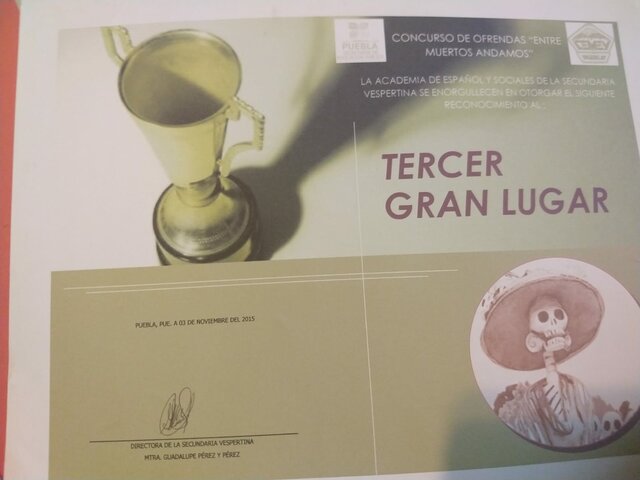 PUEBLA
CONCURSO DE OFRENDAS "ENTRE
MUERTOS ANDAMOS"
LA ACADEMIA DE ESPAÑOL Y SOCIALES DE LA SECUNDARIA
VESPERTINA SE ENORGULLECEN EN OTORGAR EL SIGUIENTE
RECONOCIMIENTO AL :
TERCER
GRAN LUGAR
PUEBLA, PUE. A 03 DE NOVIEMBRE DEL 2015
DIRECTORA DE LA SECUNDARIA VESPERTINA
MTRA. GUADALUPE PÉREZ Y PÉREZ